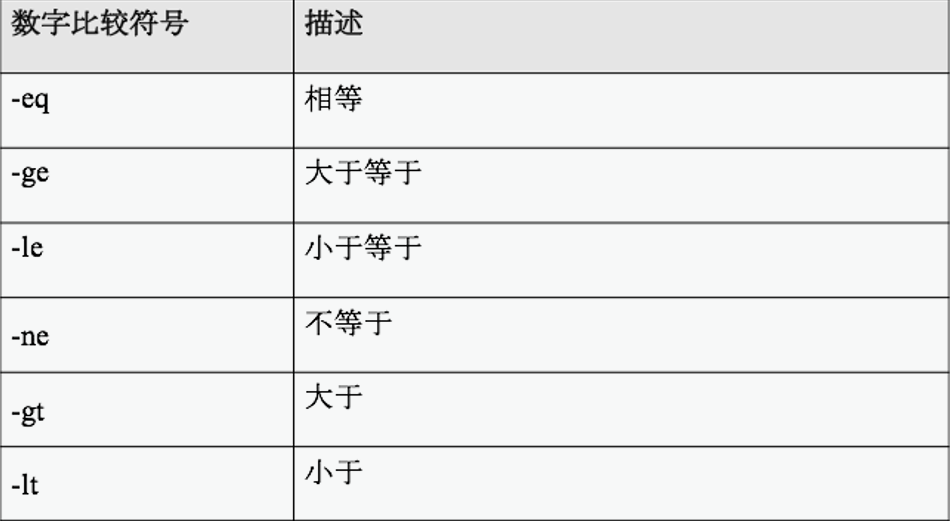 数字比较符号 描述
-eq 相等
-ge 大于等于
-le 小于等于
-ne 不等于
-gt 大于
-lt 小于